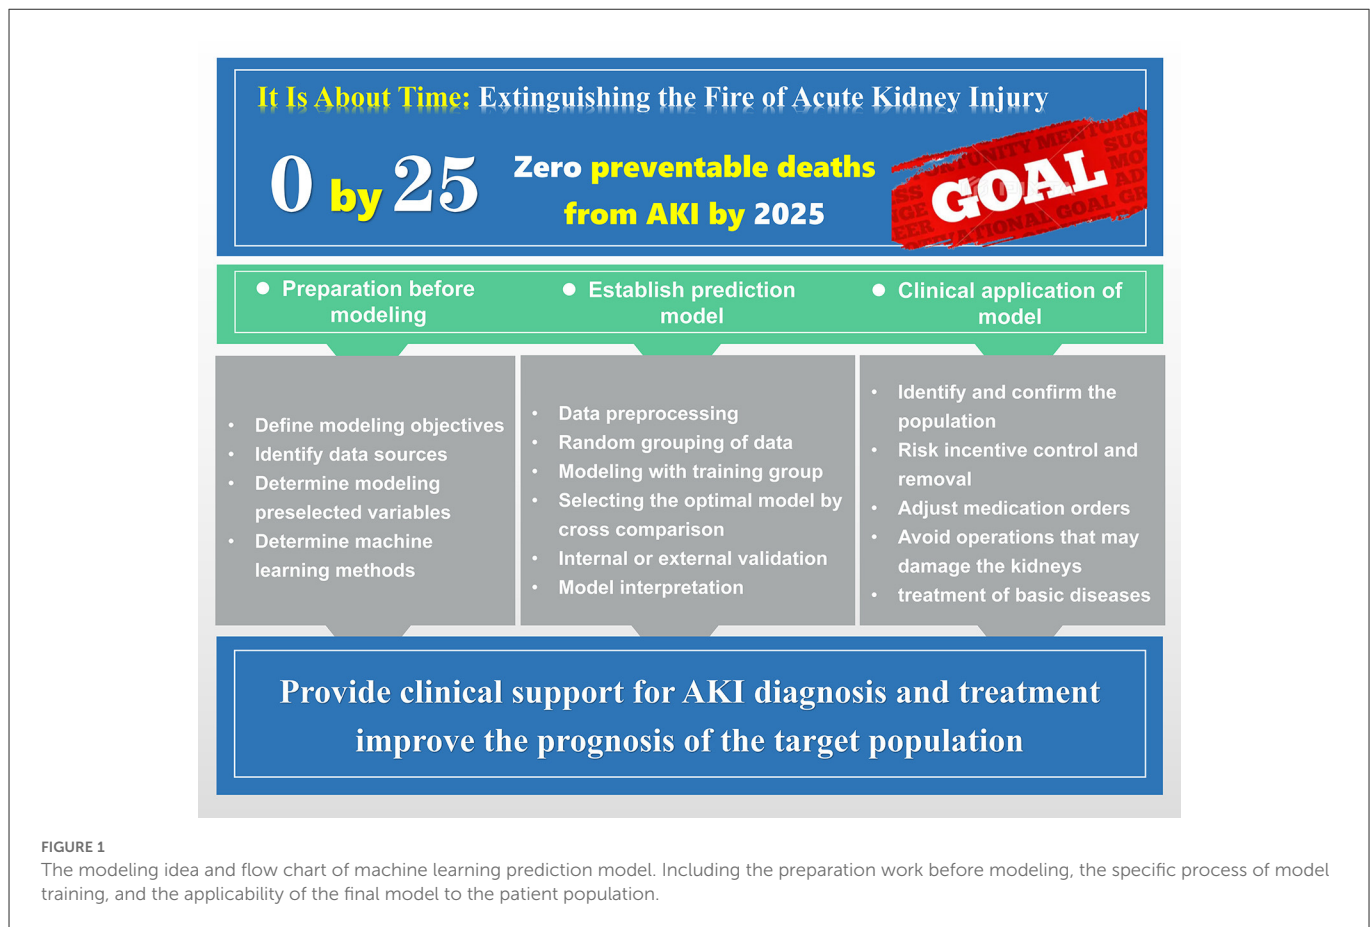 It Is About Time: Extinguishing the Fire of Acute Kidney Injury
0 by 25
Zero preventable deaths
from AKI by 2025
GOAL
● Preparation before
modeling
● Establish prediction
model
● Clinical application of
model
• Define modeling objectives
• Identify data sources
• Determine modeling
preselected variables
• Determine machine
learning methods
• Data preprocessing
• Random grouping of data
• Modeling with training group
• Selecting the optimal model by
cross comparison
• Internal or external validation
• Model interpretation
• Identify and confirm the
population
• Risk incentive control and
removal
• Adjust medication orders
• Avoid operations that may
damage the kidneys
• treatment of basic diseases
Provide clinical support for AKI diagnosis and treatment
improve the prognosis of the target population
FIGURE 1
The modeling idea and flow chart of machine learning prediction model. Including the preparation work before modeling, the specific process of model
training, and the applicability of the final model to the patient population.